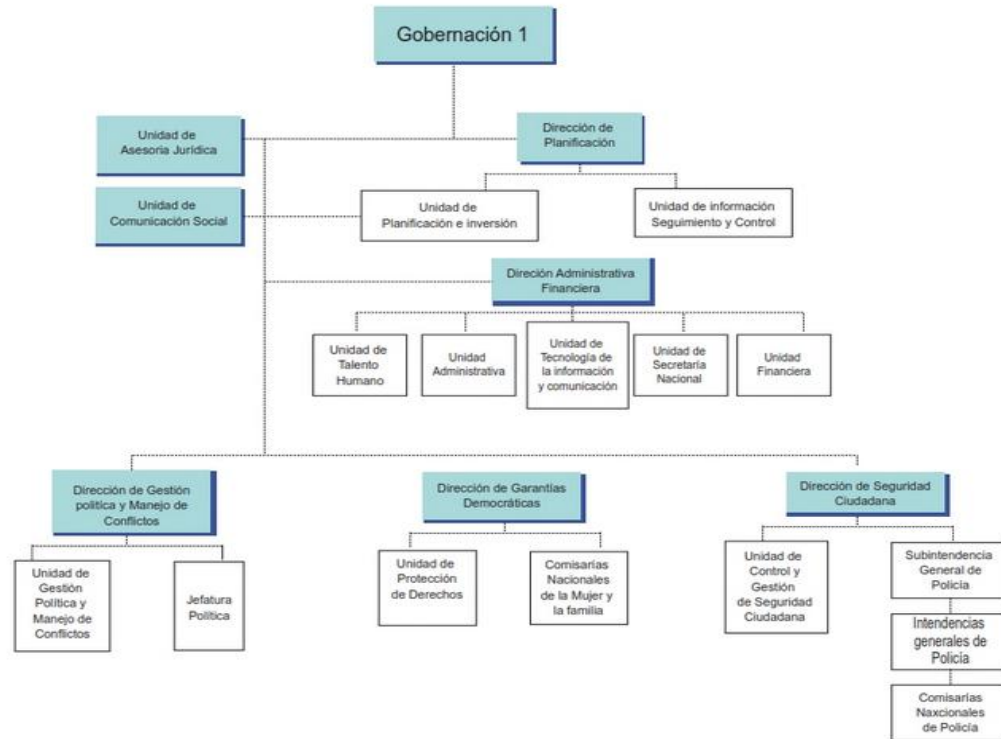 Gobernación 1
Unidad de
Asesoria Jurídica
Dirección de
Planificación
Unidad de
Comunicación Social
Unidad de
Planificación e inversión
Unidad de información
Seguimiento y Control
Direción Administrativa
Financiera
Unidad de
Talento
Humano
Unidad
Administrativa
Unidad de
Tecnología de
la información
y comunicación
Unidad de
Secretaría
Nacional
Unidad
Financiera
Dirección de Gestión
política y Manejo de
Conflictos
Dirección de Garantías
Democráticas
Dirección de Seguridad
Ciudadana
Unidad de
Gestión
Política y
Manejo de
Conflictos
Jefatura
Política
Unidad de
Protección
de Derechos
Comisarías
Nacionales
de la Mujer y
la familia
Unidad de
Control y
Gestión
de Seguridad
Ciudadana
Subintendencia
General de
Policía
Intendencias
generales de
Policía
Comisarías
Naxcionales
de Policía